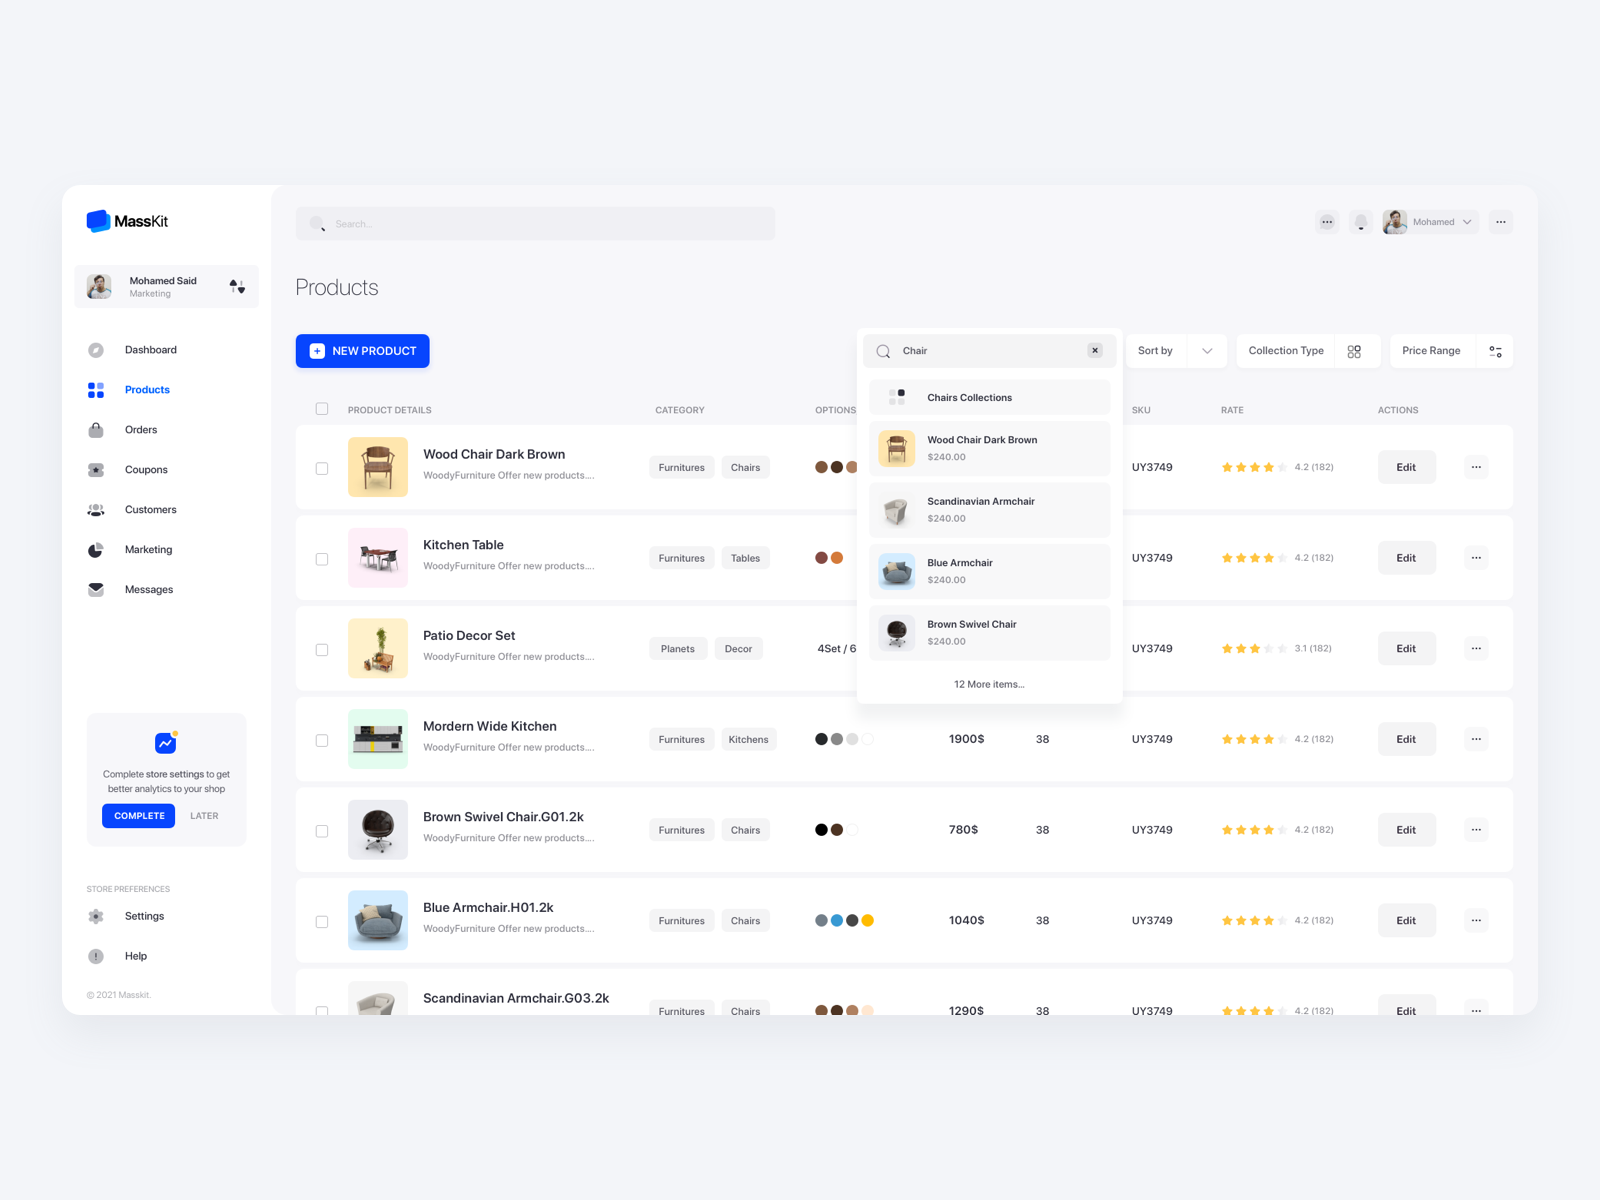 MassKit
Search...
Mohamed
Mohamed Said
Marketing
Products
Dashboard
Products
Orders
Coupons
Customers
Marketing
Messages
Complete store settings to get
better analytics to your shop
COMPLETE
LATER
STORE PREFERENCES
Settings
Help
© 2021 Masskit.
NEW PRODUCT
Chair
Sort by
Collection Type
Price Range
Chairs Collections
Wood Chair Dark Brown
$240.00
Scandinavian Armchair
$240.00
Blue Armchair
$240.00
Brown Swivel Chair
$240.00
12 More items...
PRODUCT DETAILS CATEGORY OPTIONS SKU RATE ACTIONS
Wood Chair Dark Brown
WoodyFurniture Offer new products....
Furnitures Chairs UY3749 4.2 (182) Edit
Kitchen Table
WoodyFurniture Offer new products....
Furnitures Tables UY3749 4.2 (182) Edit
Patio Decor Set
WoodyFurniture Offer new products....
Planets Decor 4Set / 6 UY3749 3.1 (182) Edit
Mordern Wide Kitchen
WoodyFurniture Offer new products....
Furnitures Kitchens 1900$ 38 UY3749 4.2 (182) Edit
Brown Swivel Chair.G01.2k
WoodyFurniture Offer new products....
Furnitures Chairs 780$ 38 UY3749 4.2 (182) Edit
Blue Armchair.H01.2k
WoodyFurniture Offer new products....
Furnitures Chairs 1040$ 38 UY3749 4.2 (182) Edit
Scandinavian Armchair.G03.2k
Furnitures Chairs 1290$ 38 UY3749 4.2 (182) Edit